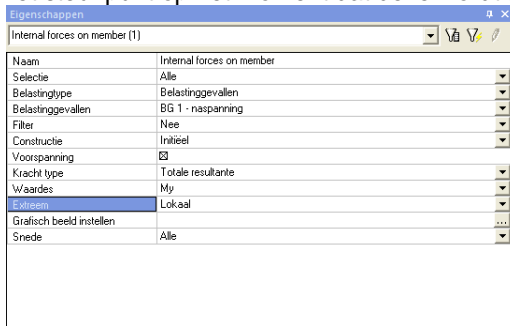 Eigenschappen
Internal forces on member (1)
Naam Internal forces on member
Selectie Alle
Belastingtype Belastinggevallen
Belastinggevallen BG 1 - naspanning
Filter Nee
Constructie Initiëel
Voorspanning
Kracht type Totale resultante
Waardes My
Extreem Lokaal
Grafisch beeld instellen ...
Snede Alle